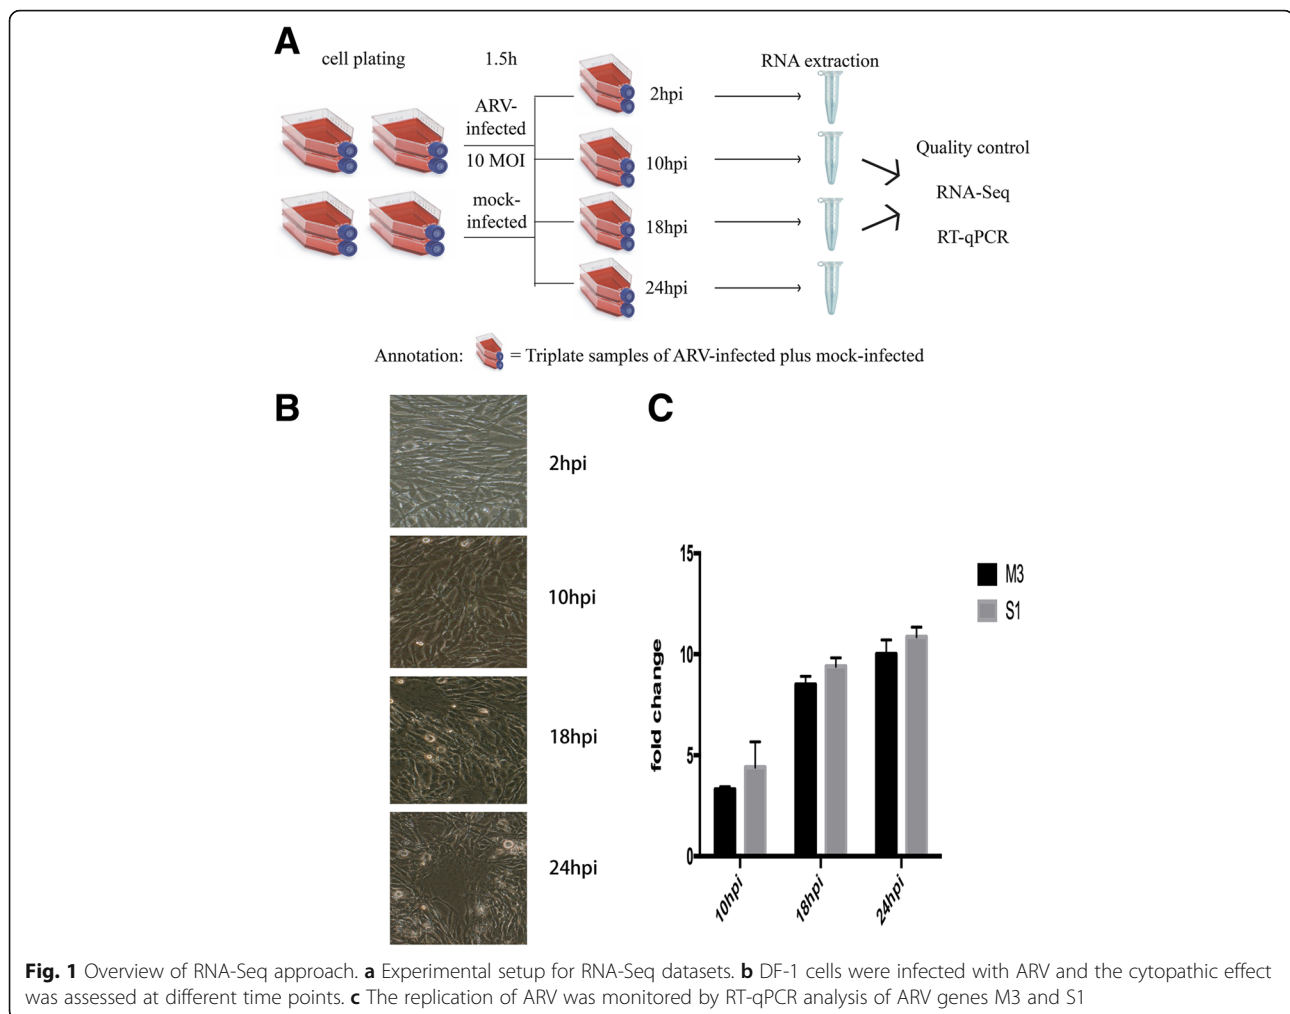 A
cell plating
1.5h
RNA extraction
ARV-
infected
10 MOI
mock-
infected
2hpi
10hpi
18hpi
24hpi
Quality control
RNA-Seq
RT-qPCR
Annotation: = Triplate samples of ARV-infected plus mock-infected
B
2hpi
10hpi
18hpi
24hpi
C
fold change
15
10
5
0
10hpi
18hpi
24hpi
M3
S1
Fig. 1 Overview of RNA-Seq approach. a Experimental setup for RNA-Seq datasets. b DF-1 cells were infected with ARV and the cytopathic effect
was assessed at different time points. c The replication of ARV was monitored by RT-qPCR analysis of ARV genes M3 and S1